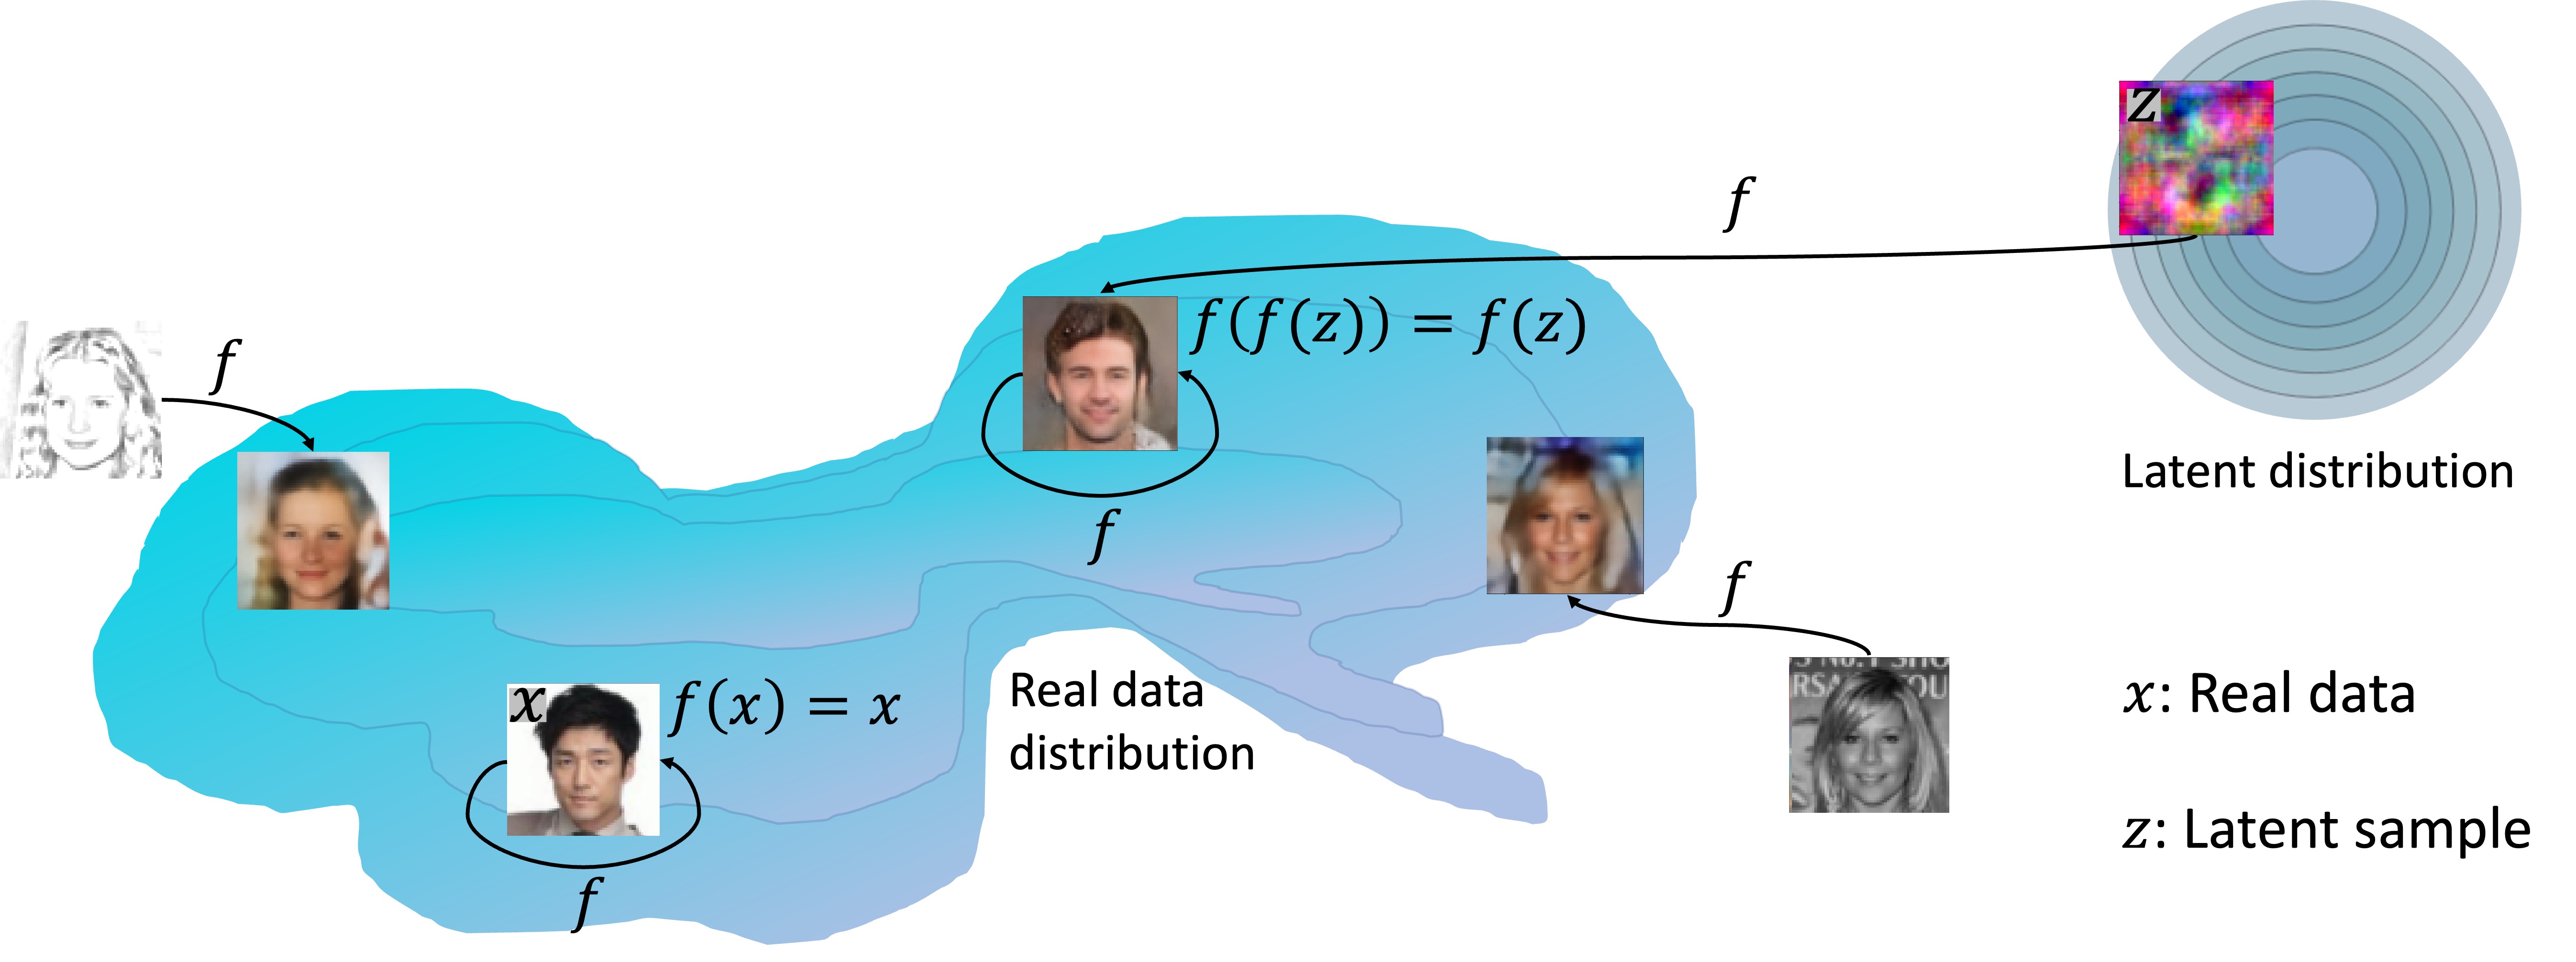 z
f
f
f(f(z)) = f(z)
Latent distribution
f
f
x
f(x) = x
Real data
distribution
x: Real data
z: Latent sample
f